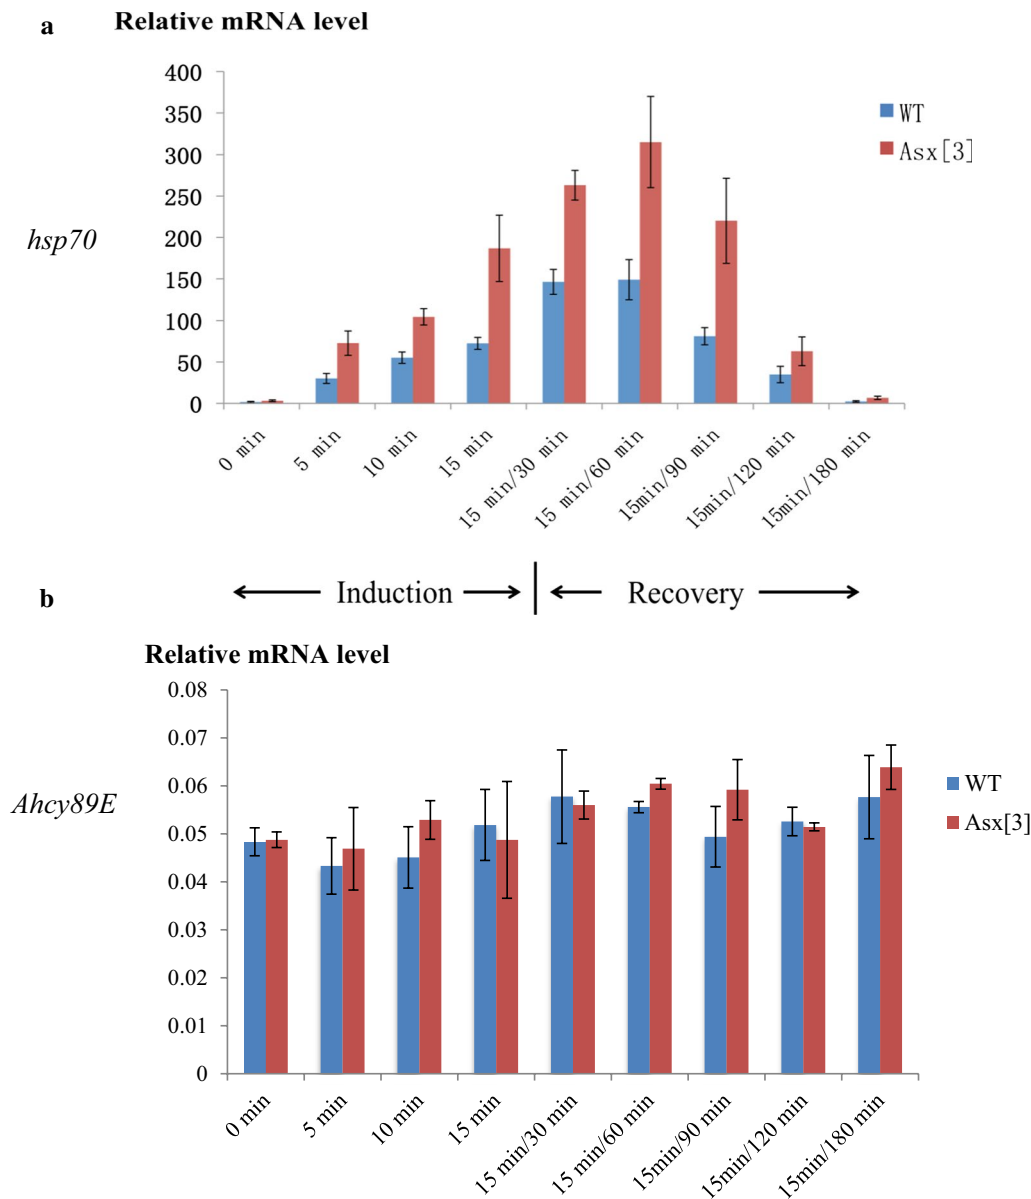 a
Relative mRNA level
400
350
300
250
200
150
100
50
0
hsp70
WT
Asx[3]
0 min
5 min
10 min
15 min
15 min/30 min
15 min/60 min
15min/90 min
15min/120 min
15min/180 min
Induction
Recovery
b
Relative mRNA level
0.08
0.07
0.06
0.05
0.04
0.03
0.02
0.01
0
Ahcy89E
WT
Asx[3]
0 min
5 min
10 min
15 min
15 min/30 min
15 min/60 min
15min/90 min
15min/120 min
15min/180 min